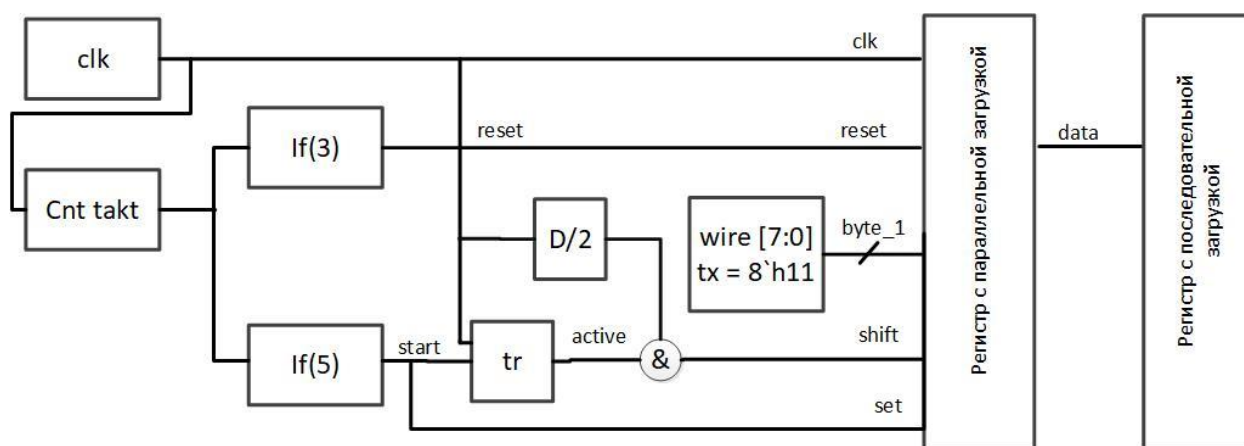 clk
clk
If(3)
reset
reset
Cnt takt
D/2
wire [7:0]
tx = 8`h11
byte_1
If(5)
start
tr
active
&
shift
set
Регистр с параллельной загрузкой
data
Регистр с последовательной
загрузкой